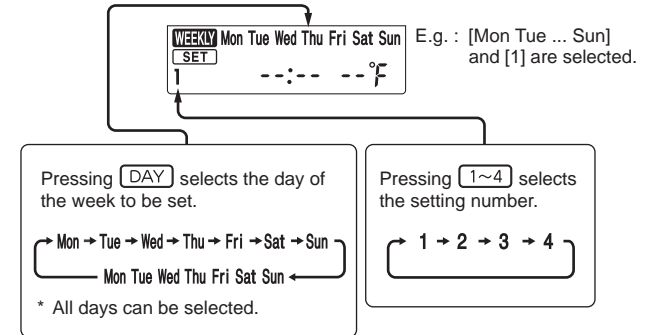 WEEKLY Mon Tue Wed Thu Fri Sat Sun
SET
1 --:-- --°F
E.g. : [Mon Tue ... Sun]
and [1] are selected.
Pressing DAY selects the day of
the week to be set.
Mon → Tue → Wed → Thu → Fri → Sat → Sun
Mon Tue Wed Thu Fri Sat Sun
* All days can be selected.
Pressing 1~4 selects
the setting number.
1 → 2 → 3 → 4